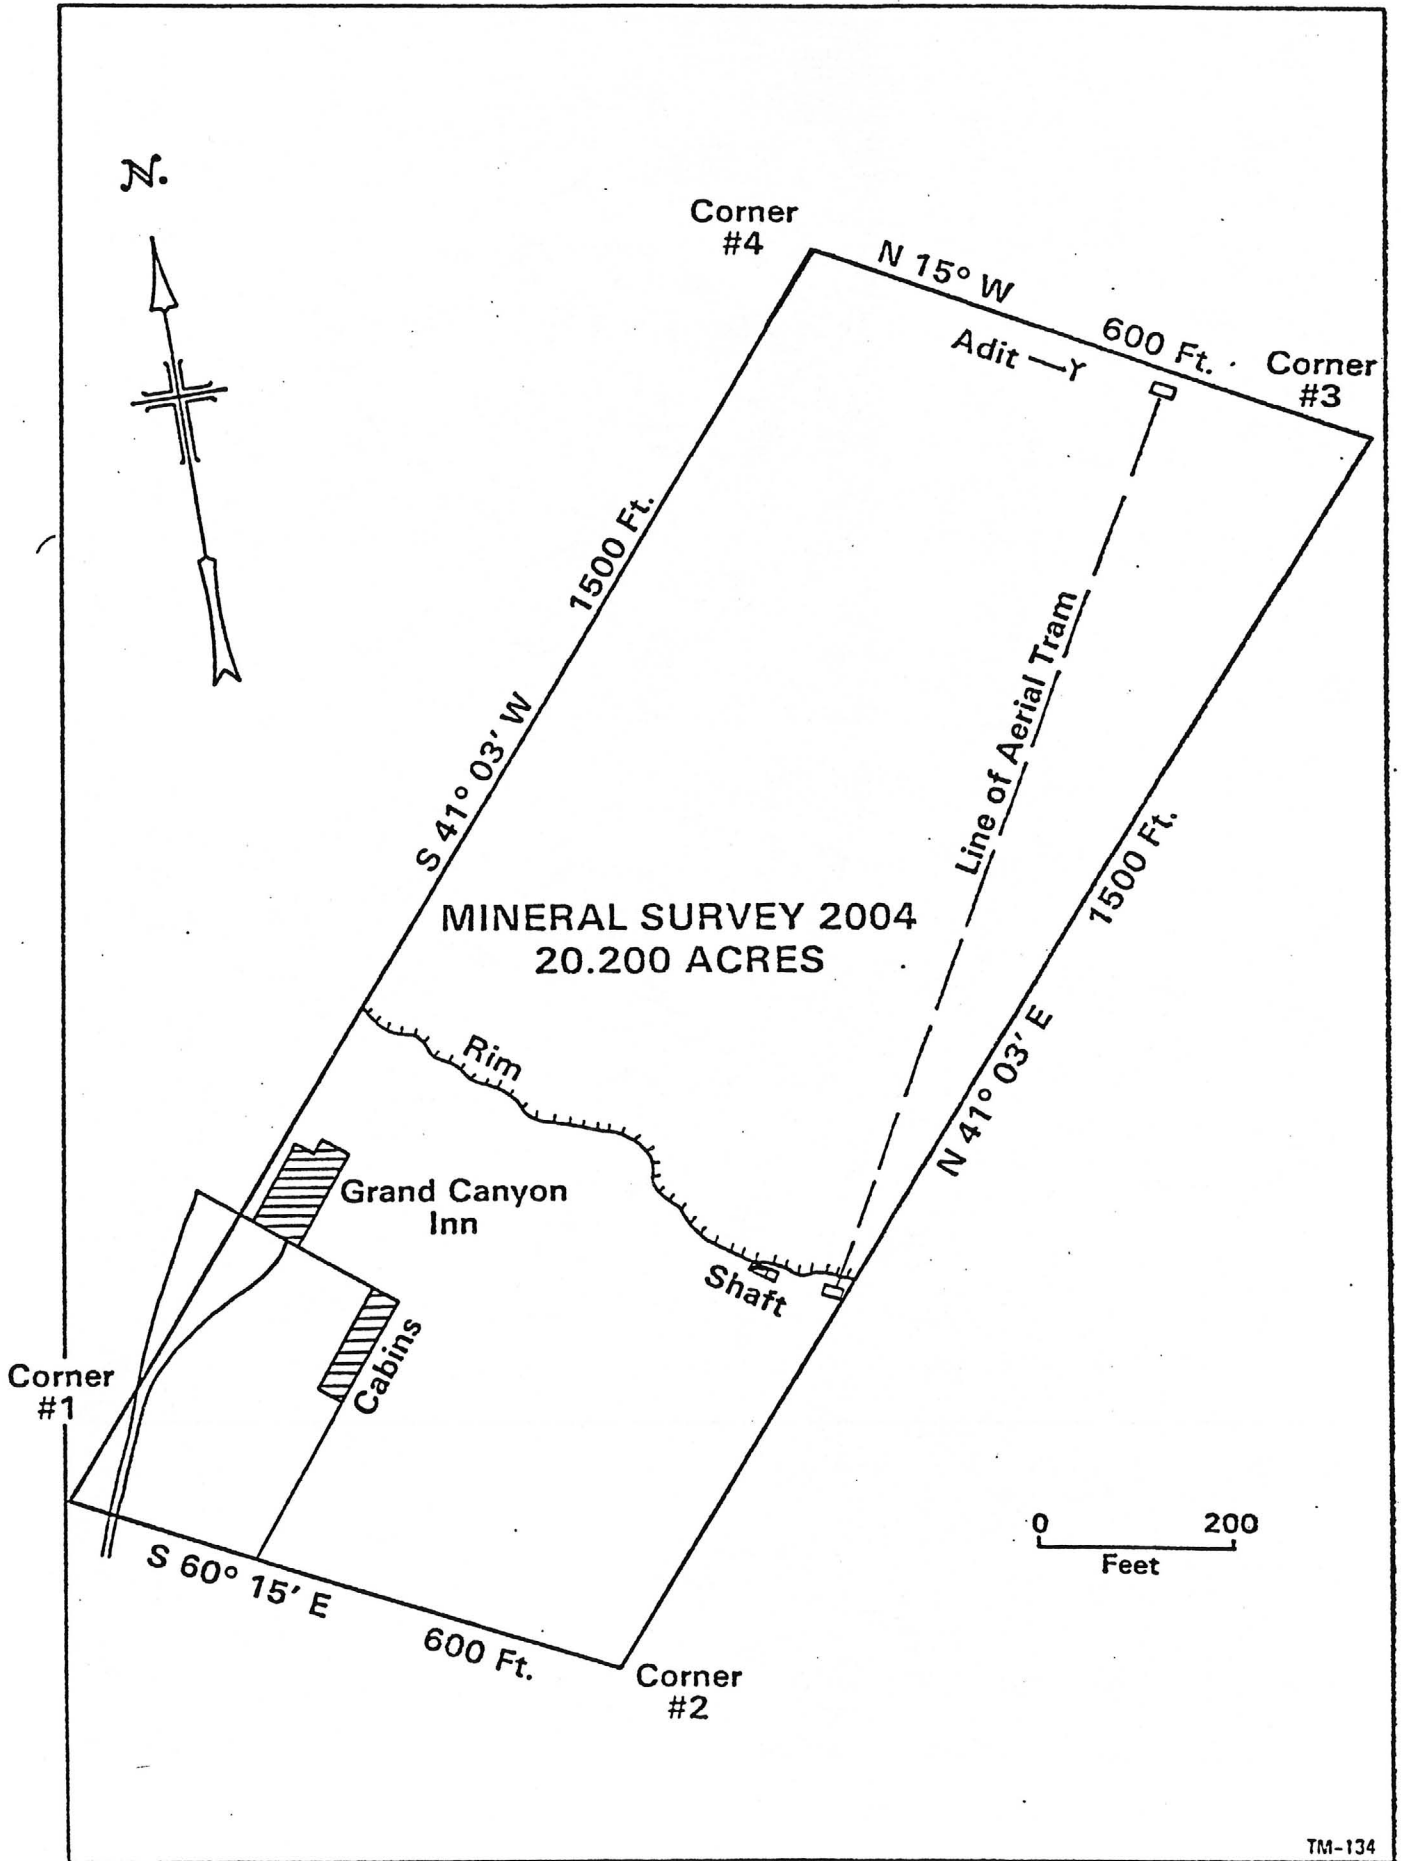 N.
Corner
#4
N 15° W
600 Ft.
Adit
Corner
#3
1500 Ft.
S 41° 03' W
Line of Aerial Tram
1500 Ft.
N 41° 03' E
MINERAL SURVEY 2004
20.200 ACRES
Rim
Grand Canyon
Inn
Shaft
Cabins
Corner
#1
S 60° 15' E
600 Ft.
Corner
#2
0 200
Feet
TM-134